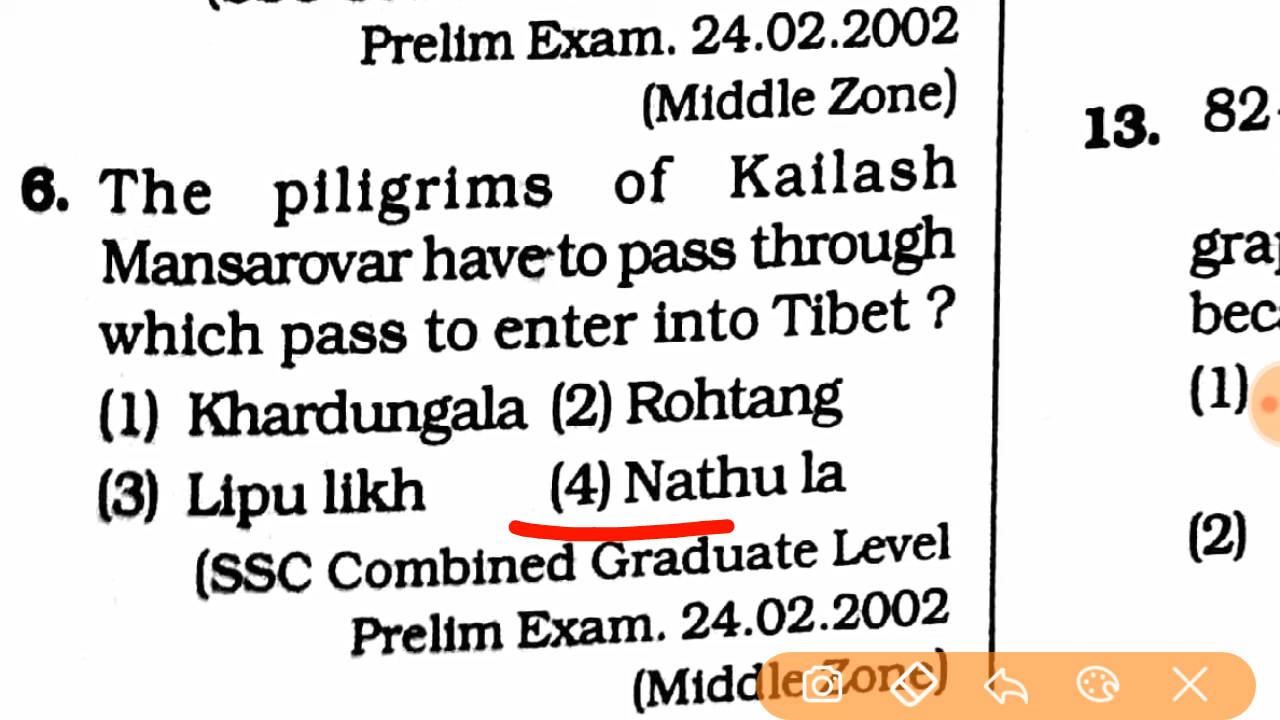 Prelim Exam. 24.02.2002
(Middle Zone)
6. The piligrims of Kailash
Mansarovar have to pass through
which pass to enter into Tibet ?
(1) Khardungala (2) Rohtang
(3) Lipu likh (4) Nathu la
(SSC Combined Graduate Level
Prelim Exam. 24.02.2002
(Middle Zone)
13. 82
(1)
(2)